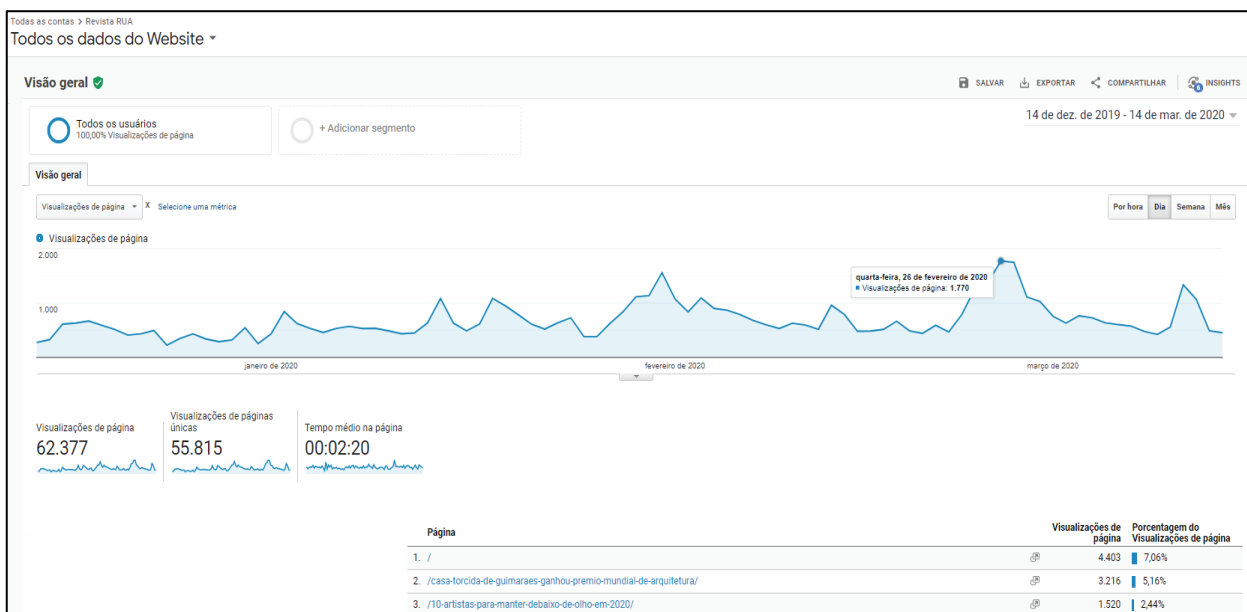 Todas as contas > Revista RUA
Todos os dados do Website
Visão geral
SALVAR EXPORTAR COMPARTILHAR INSIGHTS
14 de dez. de 2019 - 14 de mar. de 2020
Todos os usuários
100,00% Visualizações de página
+ Adicionar segmento
Visão geral
Visualizações de página X Selecione uma métrica
Por hora Dia Semana Mês
Visualizações de página
2.000
quarta-feira, 26 de fevereiro de 2020
Visualizações de página: 1.770
1.000
janeiro de 2020 fevereiro de 2020 março de 2020
Visualizações de página
62.377
Visualizações de páginas
únicas
55.815
Tempo médio na página
00:02:20
Página
Visualizações de
página
Porcentagem do
Visualizações de página
1. / 4.403 7,06%
2. /casa-torcida-de-guimaraes-ganhou-premio-mundial-de-arquitetura/ 3.216 5,16%
3. /10-artistas-para-manter-debaixo-de-olho-em-2020/ 1.520 2,44%